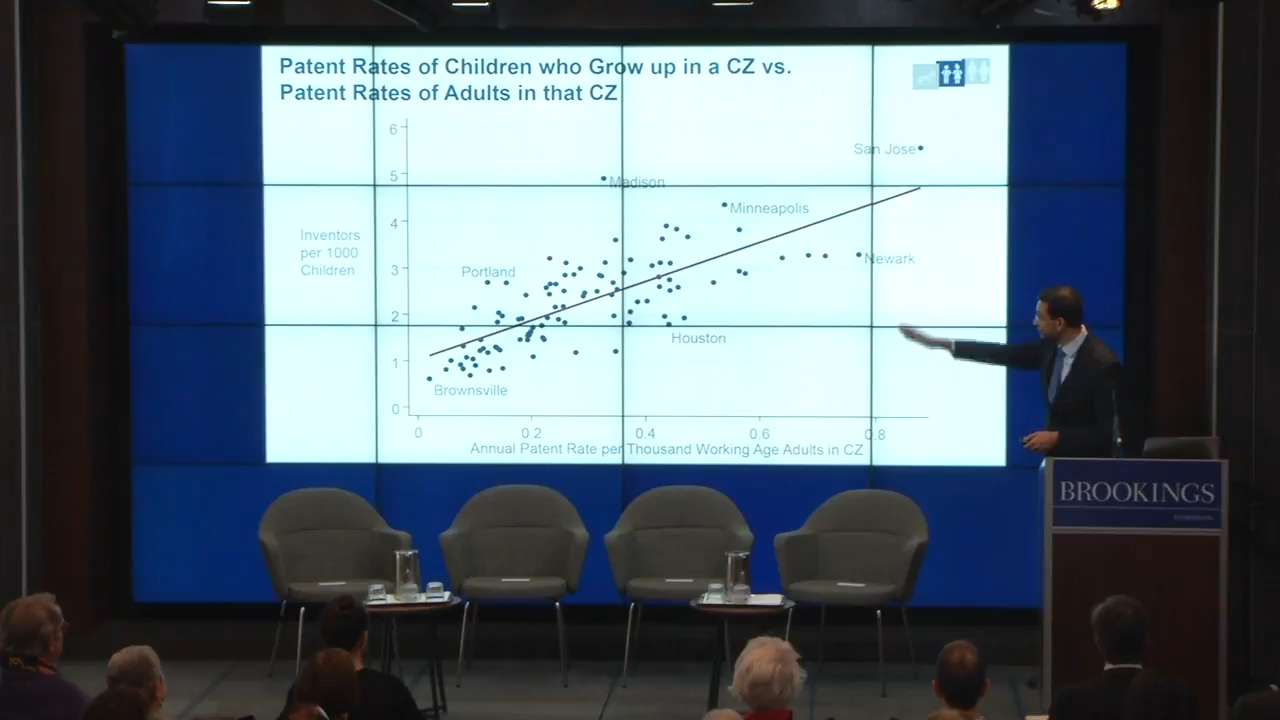 Patent Rates of Children who Grow up in a CZ vs.
Patent Rates of Adults in that CZ
6
San Jose
5
Madison
Minneapolis
4
Inventors
per 1000
Children
Newark
3
Portland
2
Houston
1
Brownsville
0
0
0.2
0.4
0.6
0.8
Annual Patent Rate per Thousand Working Age Adults in CZ
BROOKINGS